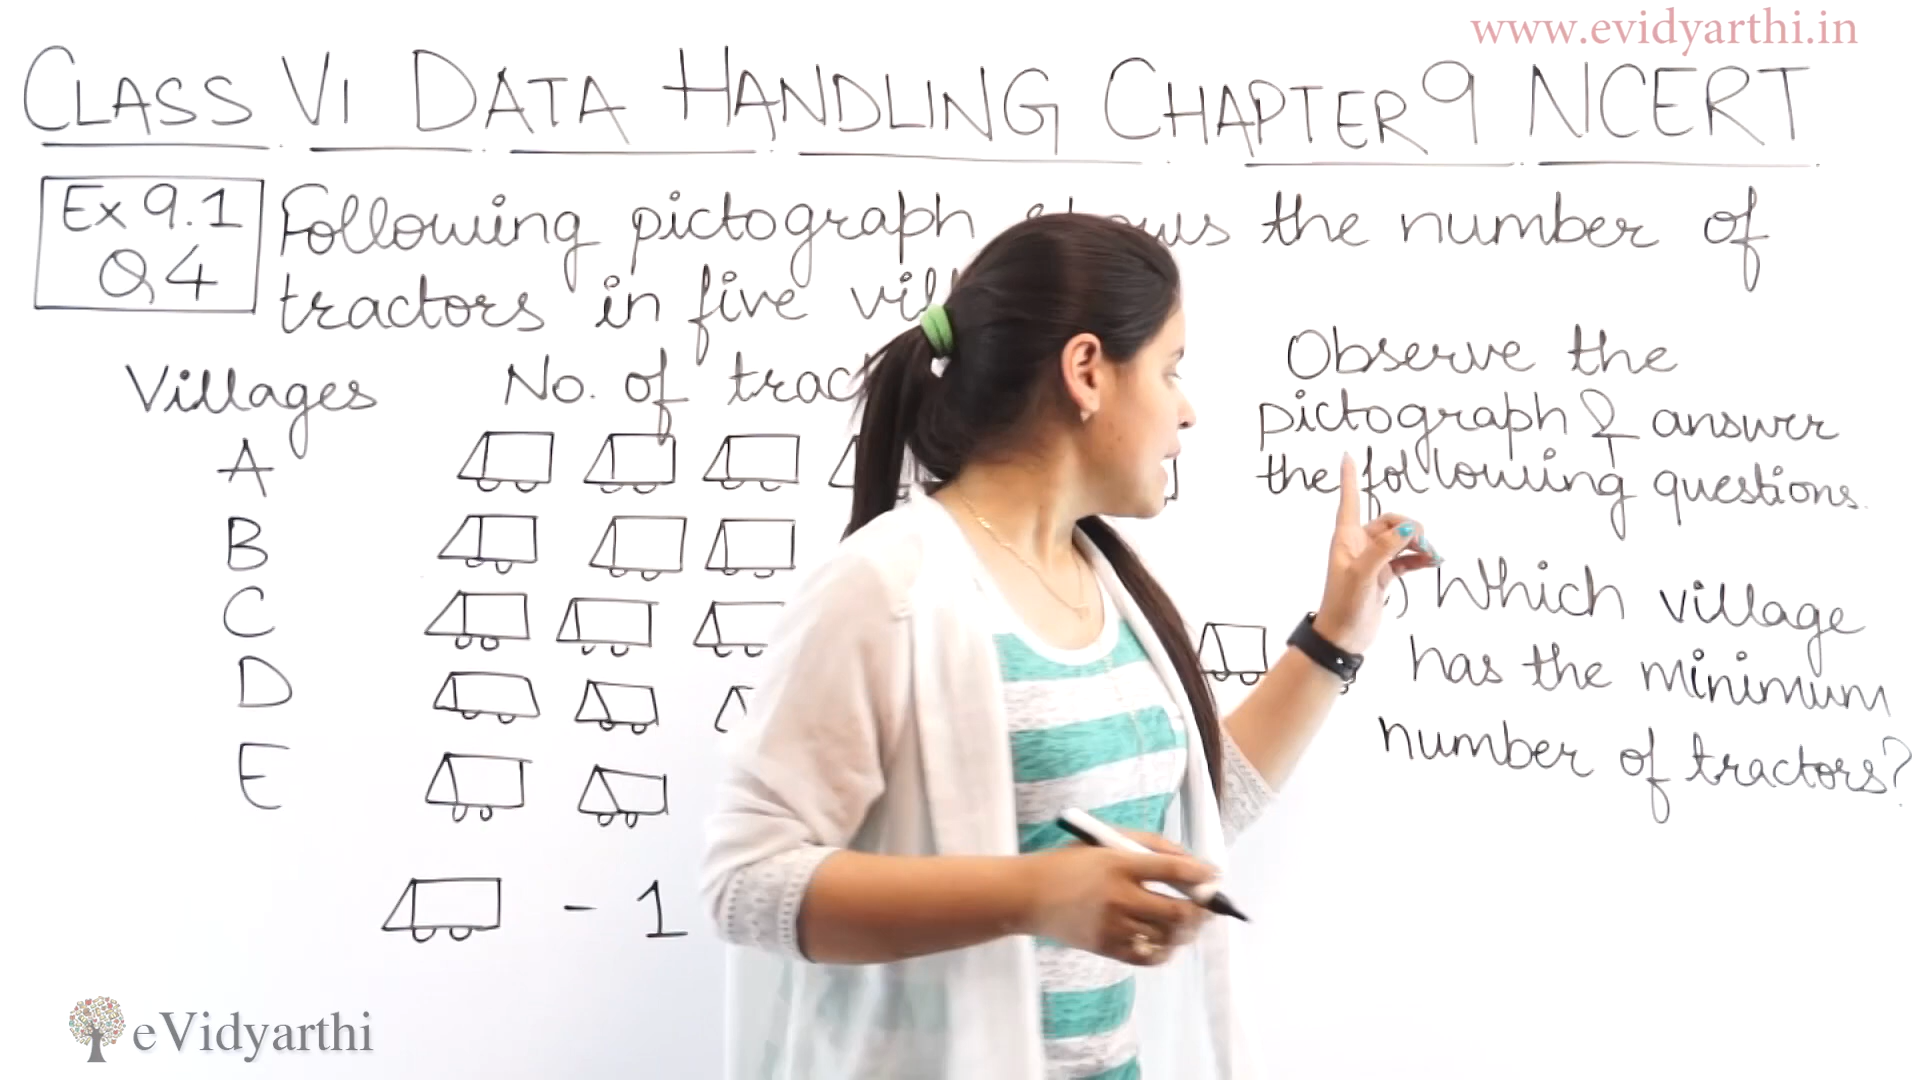 www.evidyarthi.in
CLASS VI DATA HANDLING CHAPTER 9 NCERT
Ex 9.1
Q4
Following pictograph the number of
tractors in five
Villages
No. of
A
B
C
D
E
- 1
Observe the
pictograph & answer
the following questions.
Which village
has the minimum
number of tractors?
eVidyarthi